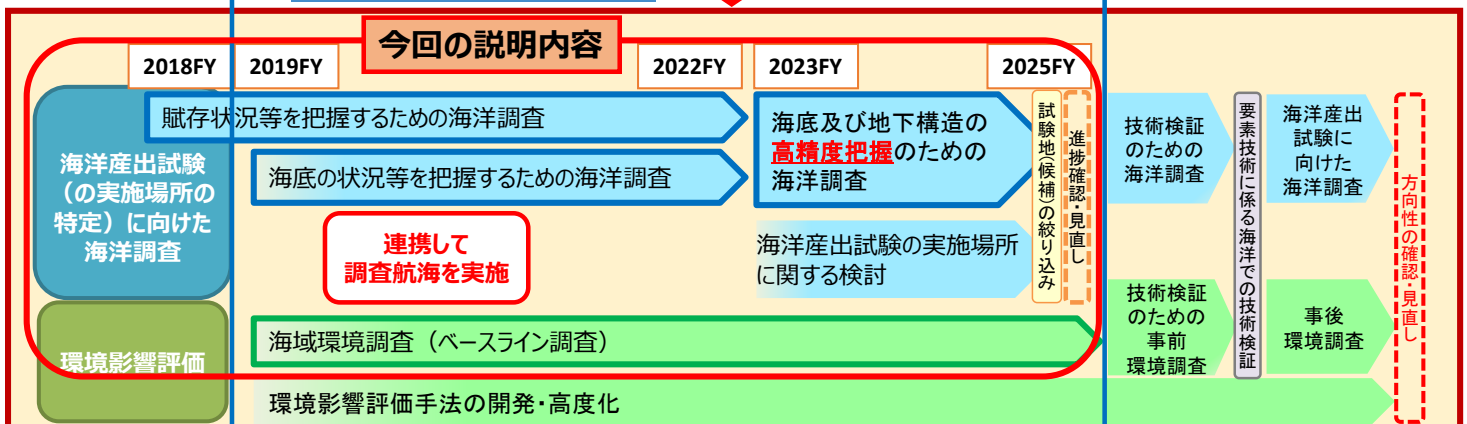 今回の説明内容
2018FY
2019FY
2022FY
2023FY
2025FY
海洋産出試験
（の実施場所の
特定）に向けた
海洋調査
賦存状況等を把握するための海洋調査
海底の状況等を把握するための海洋調査
連携して
調査航海を実施
海底及び地下構造の
高精度把握のための
海洋調査
海洋産出試験の実施場所
に関する検討
試験地(候補)の絞り込み
進捗確認・見直し
技術検証
のための
海洋調査
要素技術に係る海洋での技術検証
海洋産出
試験に
向けた
海洋調査
方向性の確認・見直し
環境影響評価
海域環境調査（ベースライン調査）
技術検証
のための
事前
環境調査
事後
環境調査
環境影響評価手法の開発・高度化